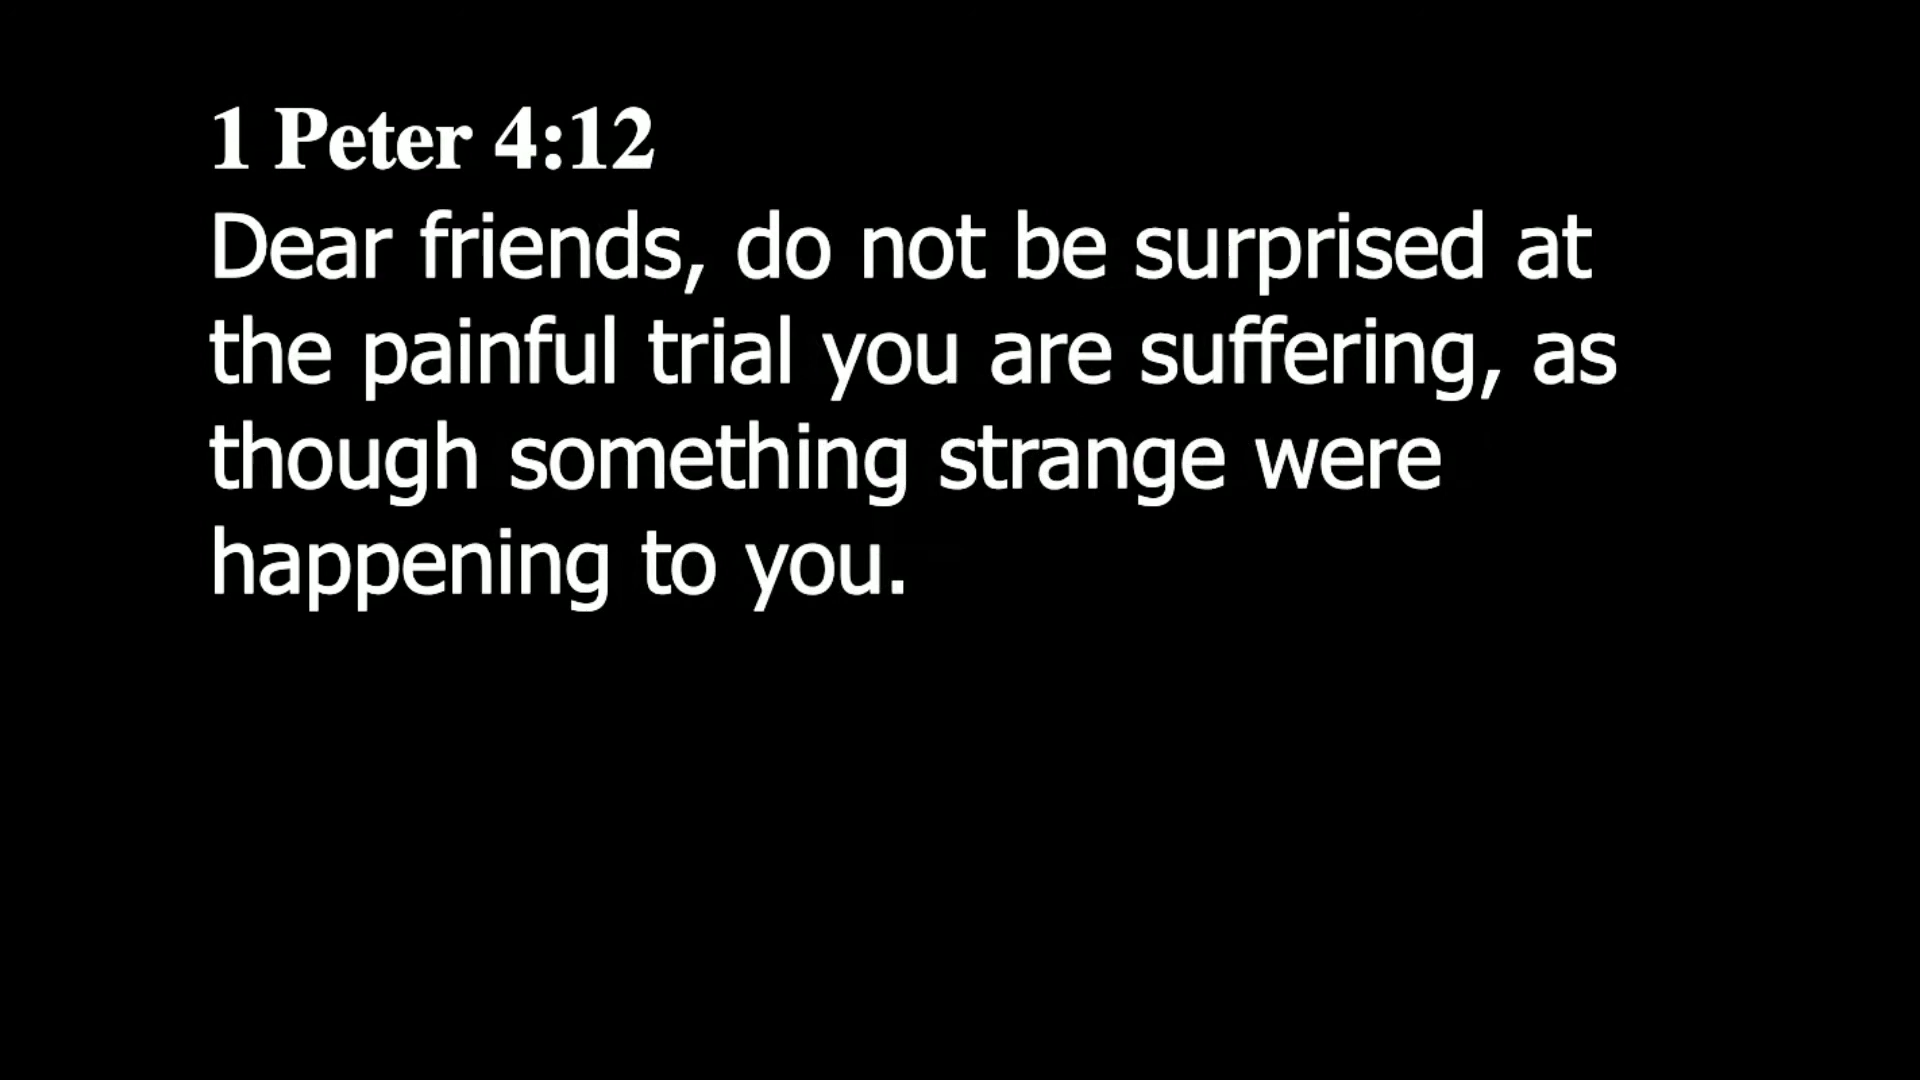 1 Peter 4:12
Dear friends, do not be surprised at
the painful trial you are suffering, as
though something strange were
happening to you.